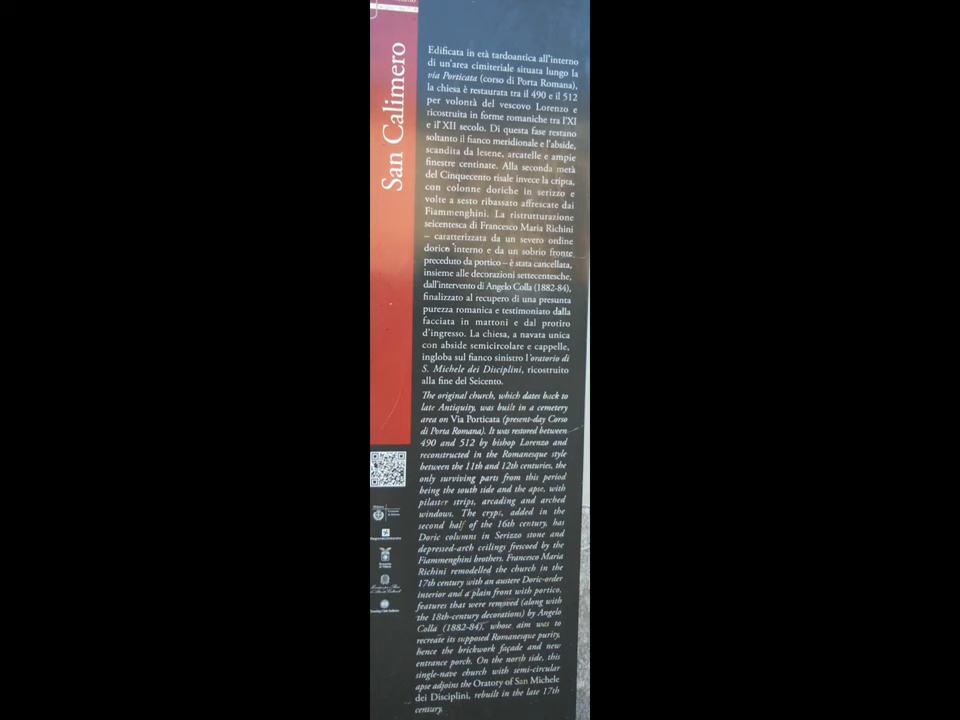 San Calimero
Edificata in età tardoantica all'interno
di un'area cimiteriale situata lungo la
via Porticata (corso di Porta Romana),
la chiesa è restaurata tra il 490 e il 512
per volontà del vescovo Lorenzo e
ricostruita in forme romaniche tra l'XI
e il XII secolo. Di questa fase restano
soltanto il fianco meridionale e l'abside,
scandita da lesene, arcatelle e ampie
finestre centinate. Alla seconda metà
del Cinquecento risale invece la cripta,
con colonne doriche in serizzo e
volte a sesto ribassato affrescate dai
Fiammenghini. La ristrutturazione
seicentesca di Francesco Maria Richini
– caratterizzata da un severo ordine
dorico interno e da un sobrio fronte
preceduto da portico – è stata cancellata,
insieme alle decorazioni settecentesche,
dall'intervento di Angelo Colla (1882-84),
finalizzato al recupero di una presunta
purezza romanica e testimoniato dalla
facciata in mattoni e dal protiro
d'ingresso. La chiesa, a navata unica
con abside semicircolare e cappelle,
ingloba sul fianco sinistro l'oratorio di
S. Michele dei Disciplini, ricostruito
alla fine del Seicento.
The original church, which dates back to
late Antiquity, was built in a cemetery
area on Via Porticata (present-day Corso
di Porta Romana). It was restored between
490 and 512 by bishop Lorenzo and
reconstructed in the Romanesque style
between the 11th and 12th centuries, the
only surviving parts from this period
being the south side and the apse, with
pilaster strips, arcading and arched
windows. The cryps, added in the
second half of the 16th century, has
Doric columns in Serizzo stone and
depressed-arch ceilings frescoed by the
Fiammenghini brothers. Francesco Maria
Richini remodelled the church in the
17th century with an austere Doric-order
interior and a plain front with portico,
features that were removed (along with
the 18th-century decorations) by Angelo
Colla (1882-84), whose aim was to
recreate its supposed Romanesque purity,
hence the brickwork façade and new
entrance porch. On the north side, this
single-nave church with semi-circular
apse adjoins the Oratory of San Michele
dei Disciplini, rebuilt in the late 17th
century.